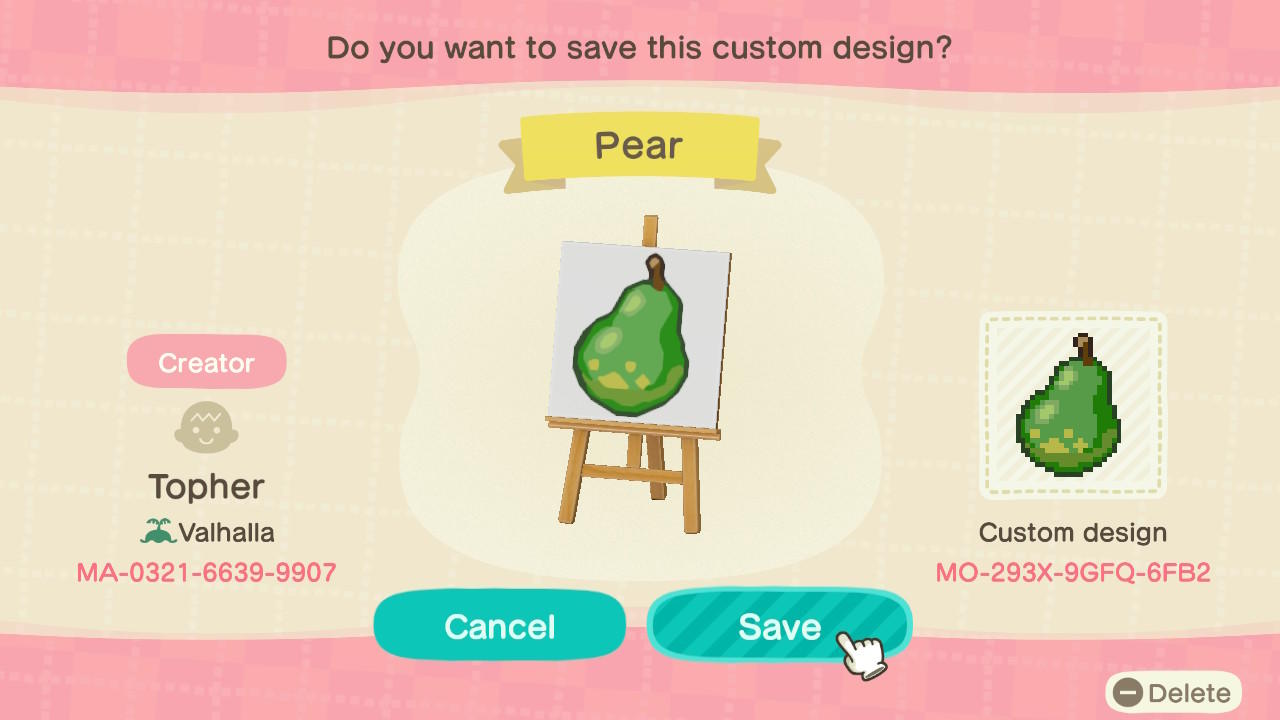 Do you want to save this custom design?
Pear
Creator
Topher
Valhalla
MA-0321-6639-9907
Custom design
MO-293X-9GFQ-6FB2
Cancel
Save
Delete